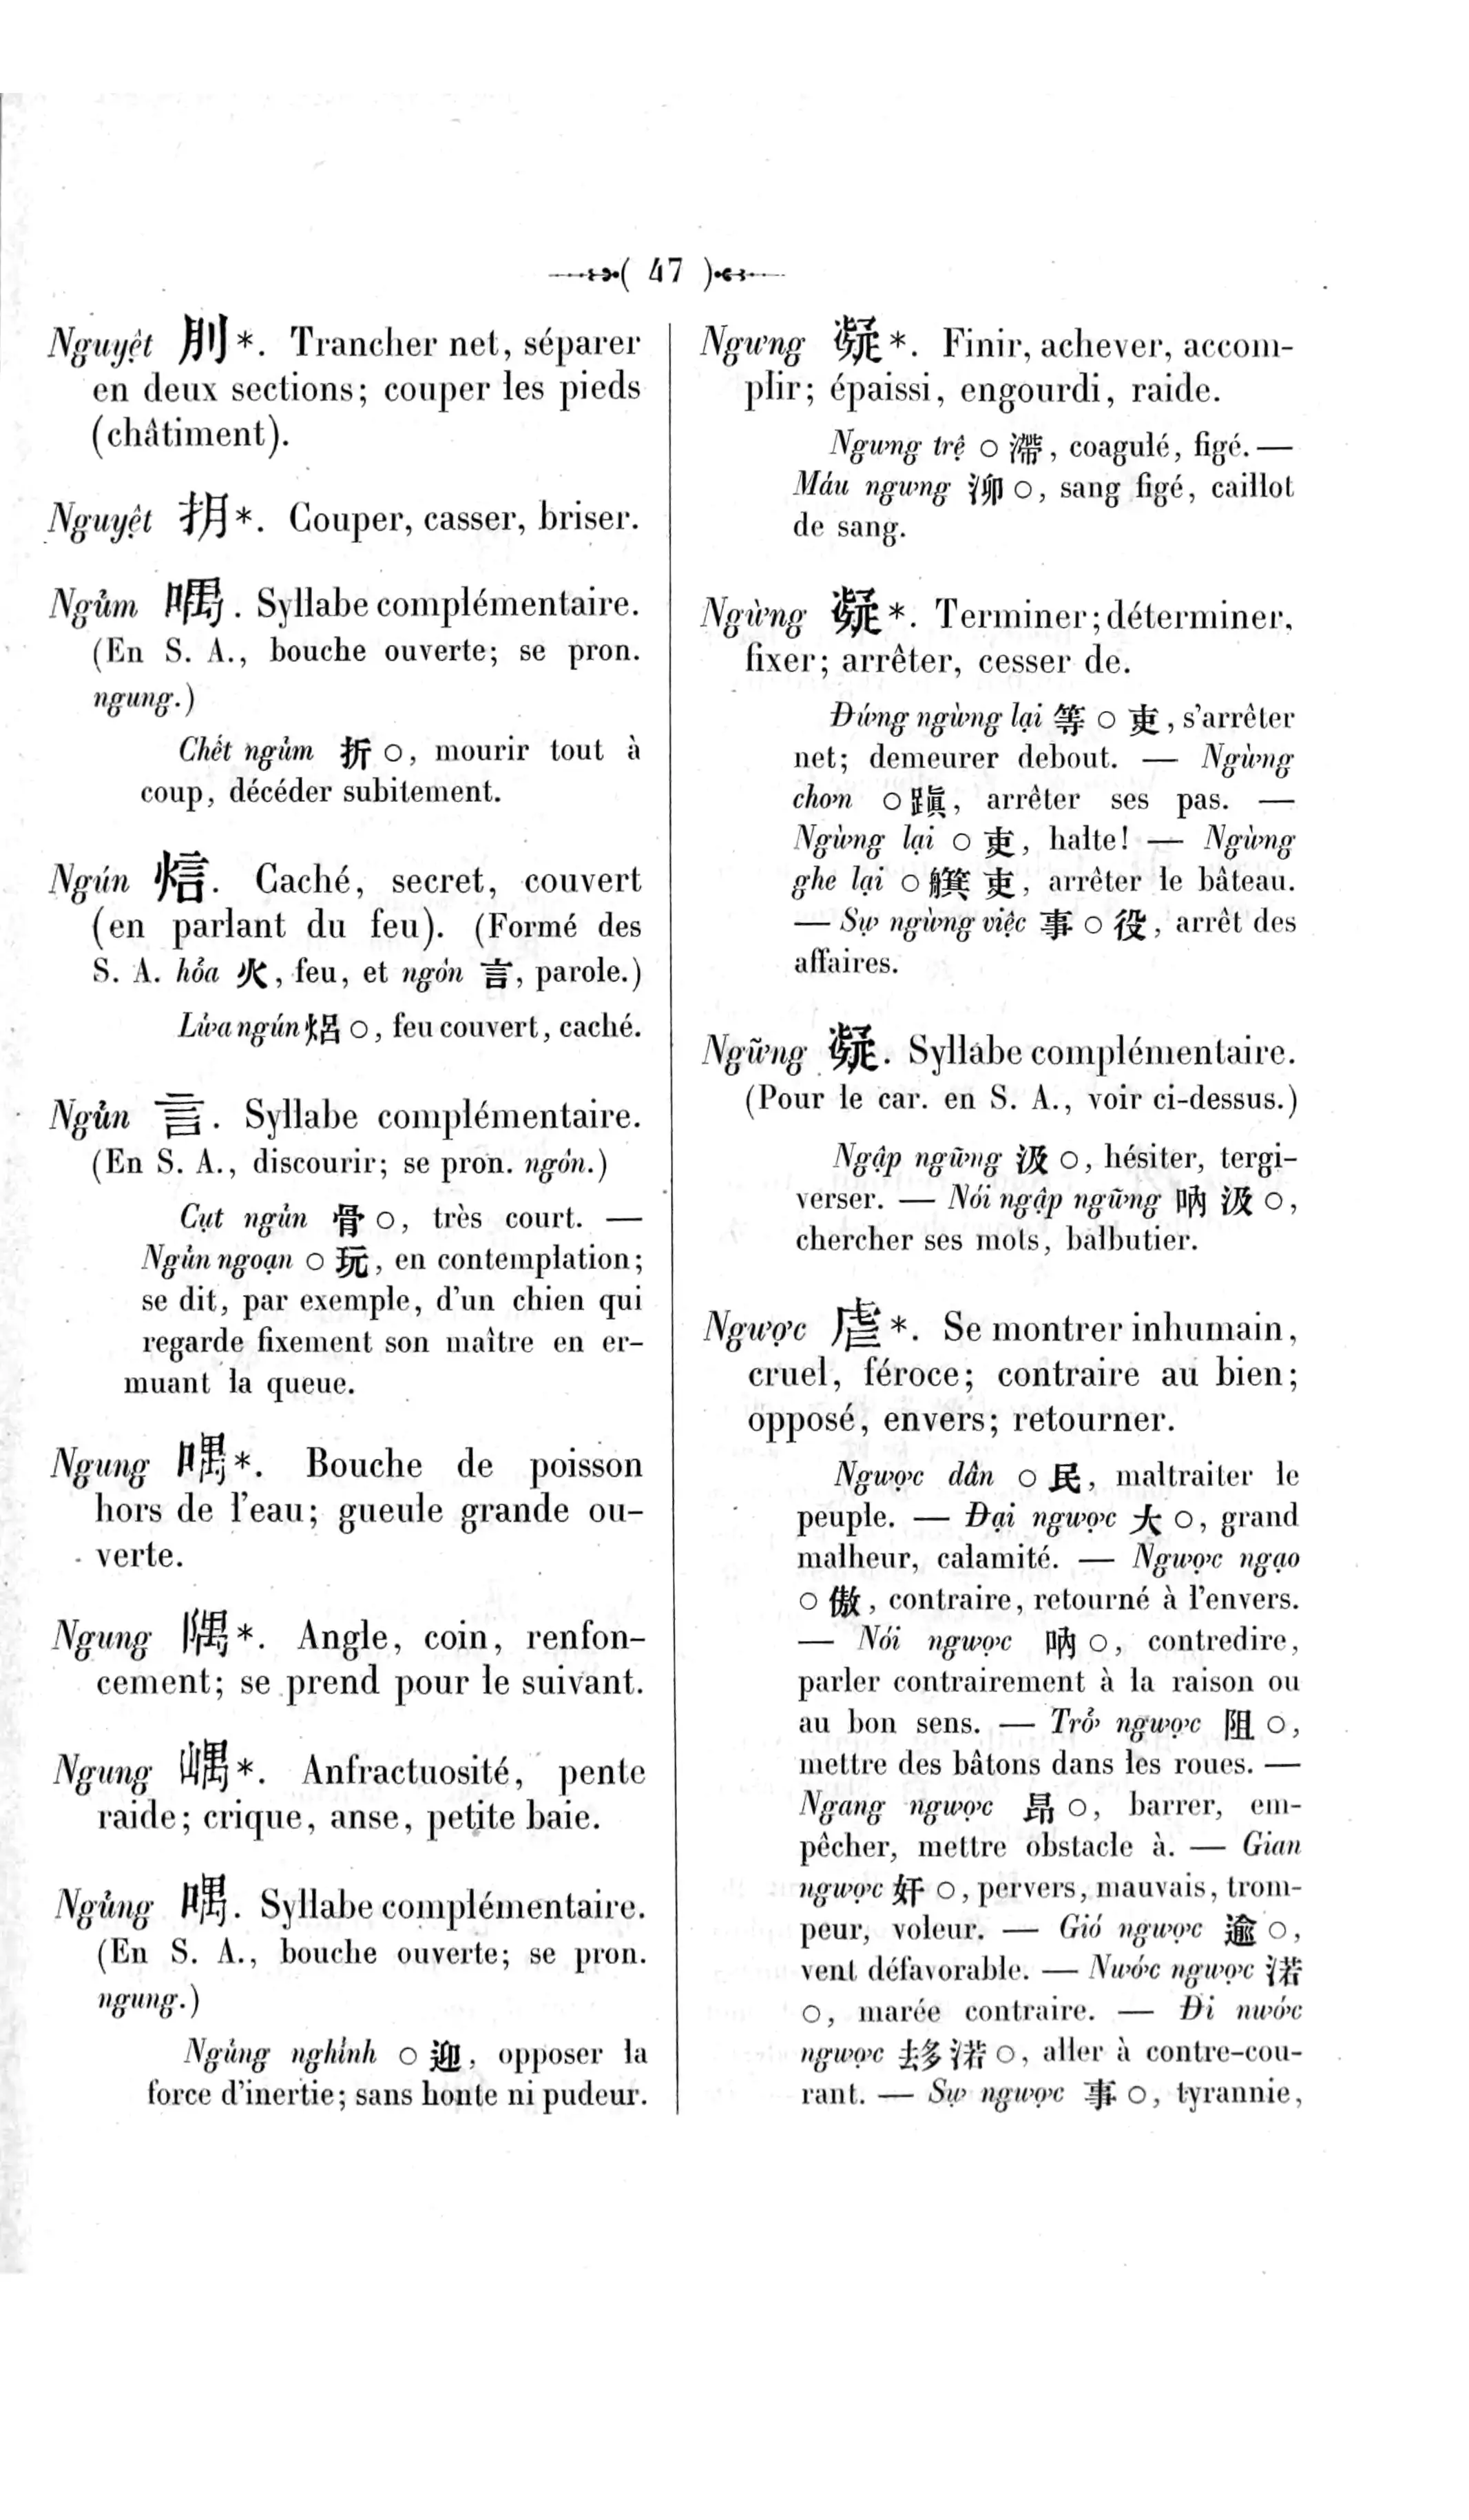 ( 47 )
Nguyệt 刖*. Trancher net, séparer
en deux sections; couper les pieds
(châtiment).
Nguyệt 抈*. Couper, casser, briser.
Ngủm 喁. Syllabe complémentaire.
(En S. A., bouche ouverte; se pron.
ngung.)
Chết ngủm 折 ○, mourir tout à
coup, décéder subitement.
Ngún 焅. Caché, secret, couvert
(en parlant du feu). (Formé des
S. A. hỏa 火, feu, et ngôn 言, parole.)
Lửa ngún 焒 ○, feu couvert, caché.
Ngủn 言. Syllabe complémentaire.
(En S. A., discourir; se pron. ngôn.)
Cụt ngủn 骨 ○, très court. —
Ngủn ngoạn ○ 玩, en contemplation;
se dit, par exemple, d'un chien qui
regarde fixement son maître en er-
muant la queue.
Ngung 喁*. Bouche de poisson
hors de l'eau; gueule grande ou-
verte.
Ngung 隅*. Angle, coin, renfon-
cement; se prend pour le suivant.
Ngung 嵎*. Anfractuosité, pente
raide; crique, anse, petite baie.
Ngủng 喁. Syllabe complémentaire.
(En S. A., bouche ouverte; se pron.
ngung.)
Ngủng nghỉnh ○ 迎, opposer la
force d'inertie; sans honte ni pudeur.
Ngưng 凝*. Finir, achever, accom-
plir; épaissi, engourdi, raide.
Ngưng trệ ○ 滯, coagulé, figé. —
Máu ngưng 泖 ○, sang figé, caillot
de sang.
Ngừng 凝*. Terminer; déterminer,
fixer; arrêter, cesser de.
Đứng ngừng lại 等 ○ 吏, s'arrêter
net; demeurer debout. — Ngừng
chơn ○ 蹎, arrêter ses pas. —
Ngừng lại ○ 吏, halte! — Ngừng
ghe lại ○ 吏, arrêter le bâteau.
— Sự ngừng việc 事 ○ 役, arrêt des
affaires.
Ngững 凝. Syllabe complémentaire.
(Pour le car. en S. A., voir ci-dessus.)
Ngập ngững 汲 ○, hésiter, tergi-
verser. — Nói ngập ngững 吶 汲 ○,
chercher ses mots, balbutier.
Ngược 虐*. Se montrer inhumain,
cruel, féroce; contraire au bien;
opposé, envers; retourner.
Ngược dân ○ 民, maltraiter le
peuple. — Đại ngược 大 ○, grand
malheur, calamité. — Ngược ngạo
○ 傲, contraire, retourné à l'envers.
— Nói ngược 吶 ○, contredire,
parler contrairement à la raison ou
au bon sens. — Trở ngược 阻 ○,
mettre des bâtons dans les roues. —
Ngang ngược 昂 ○, barrer, em-
pêcher, mettre obstacle à. — Gian
ngược 奸 ○, pervers, mauvais, trom-
peur, voleur. — Gió ngược ○,
vent défavorable. — Nước ngược 渃
○, marée contraire. — Đi nước
ngược 𠫾 渃 ○, aller à contre-cou-
rant. — Sự ngược 事 ○, tyrannie,